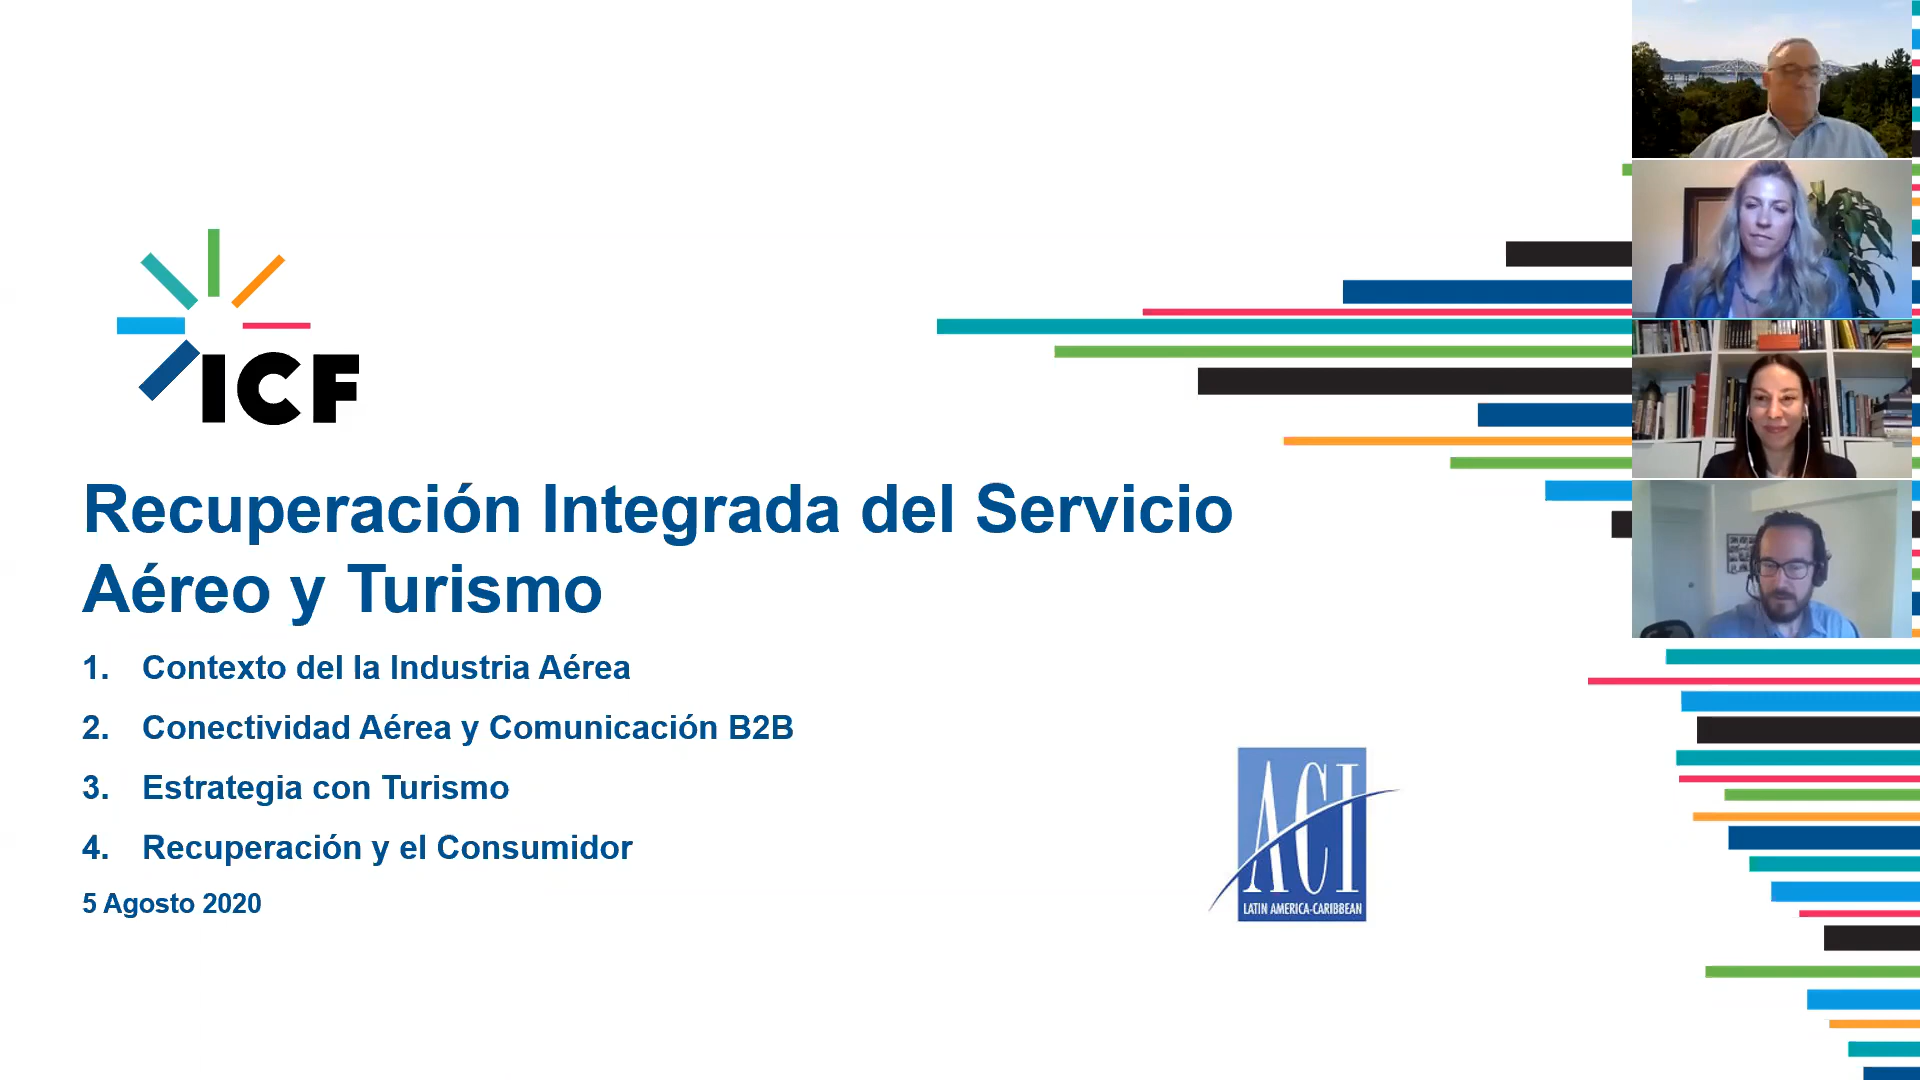 ICF
Recuperación Integrada del Servicio
Aéreo y Turismo
1. Contexto del la Industria Aérea
2. Conectividad Aérea y Comunicación B2B
3. Estrategia con Turismo
4. Recuperación y el Consumidor
5 Agosto 2020
ACI
LATIN AMERICA-CARIBBEAN